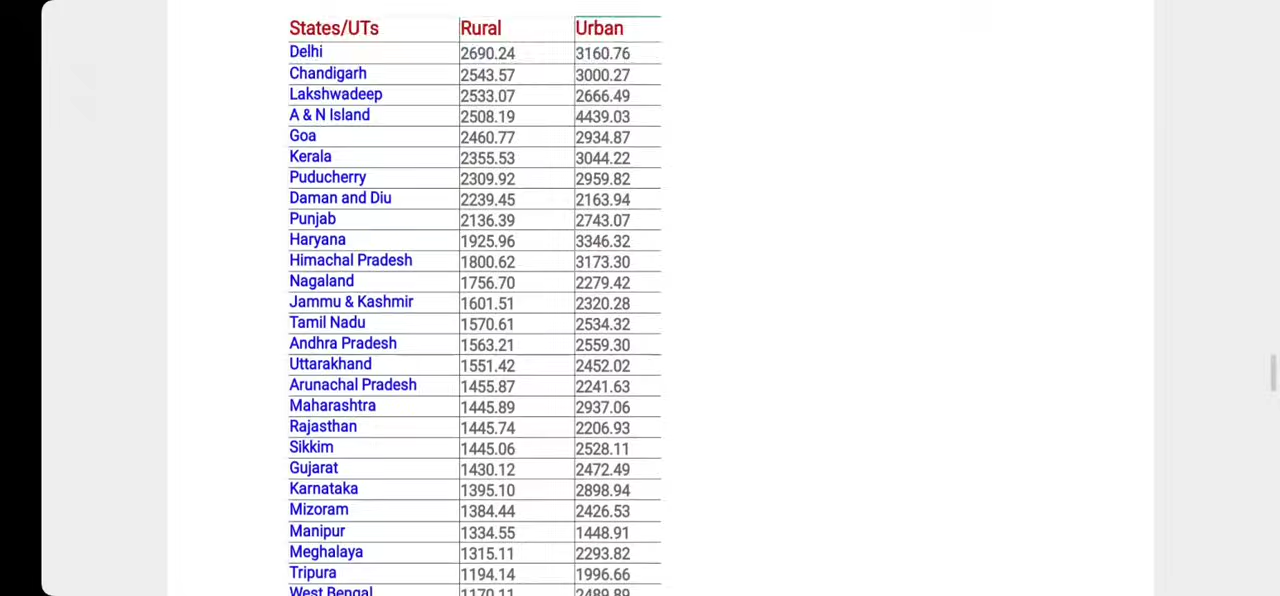 States/UTs Rural Urban
Delhi 2690.24 3160.76
Chandigarh 2543.57 3000.27
Lakshwadeep 2533.07 2666.49
A & N Island 2508.19 4439.03
Goa 2460.77 2934.87
Kerala 2355.53 3044.22
Puducherry 2309.92 2959.82
Daman and Diu 2239.45 2163.94
Punjab 2136.39 2743.07
Haryana 1925.96 3346.32
Himachal Pradesh 1800.62 3173.30
Nagaland 1756.70 2279.42
Jammu & Kashmir 1601.51 2320.28
Tamil Nadu 1570.61 2534.32
Andhra Pradesh 1563.21 2559.30
Uttarakhand 1551.42 2452.02
Arunachal Pradesh 1455.87 2241.63
Maharashtra 1445.89 2937.06
Rajasthan 1445.74 2206.93
Sikkim 1445.06 2528.11
Gujarat 1430.12 2472.49
Karnataka 1395.10 2898.94
Mizoram 1384.44 2426.53
Manipur 1334.55 1448.91
Meghalaya 1315.11 2293.82
Tripura 1194.14 1996.66
West Bengal 1170.11 2489.89